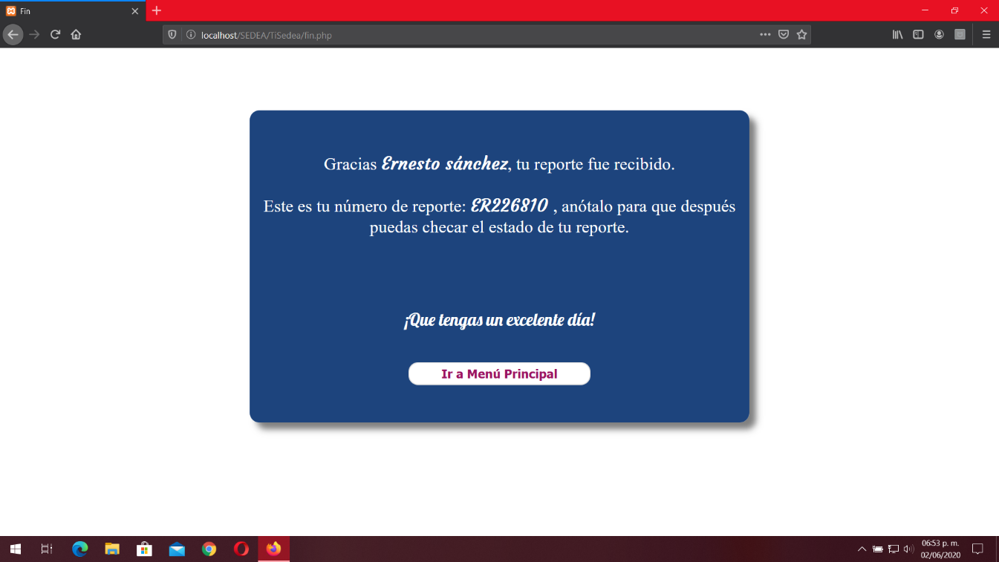 Fin
localhost/SEDEA/TiSedea/fin.php
Gracias Ernesto sánchez, tu reporte fue recibido.
Este es tu número de reporte: ER226810 , anótalo para que después
puedas checar el estado de tu reporte.
¡Que tengas un excelente día!
Ir a Menú Principal
06:53 p. m.
02/06/2020